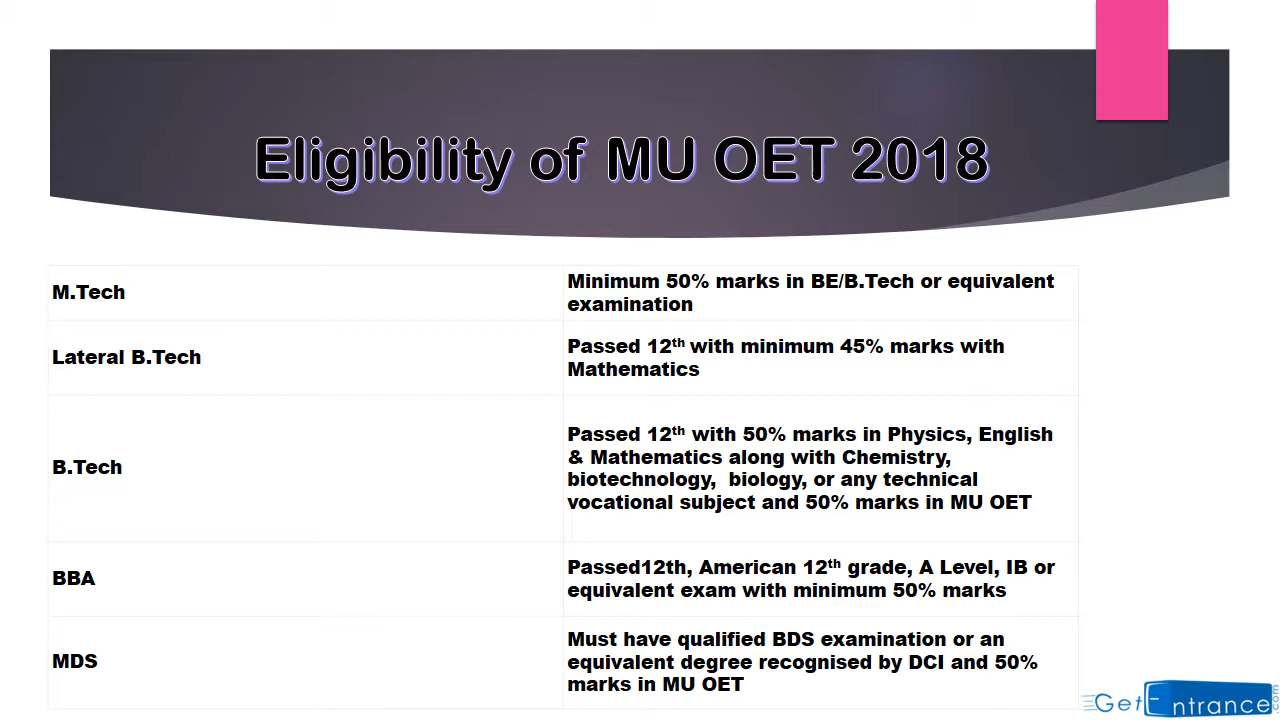 Eligibility of MU OET 2018
M.Tech
Minimum 50% marks in BE/B.Tech or equivalent
examination
Lateral B.Tech
Passed 12th with minimum 45% marks with
Mathematics
B.Tech
Passed 12th with 50% marks in Physics, English
& Mathematics along with Chemistry,
biotechnology,  biology, or any technical
vocational subject and 50% marks in MU OET
BBA
Passed12th, American 12th grade, A Level, IB or
equivalent exam with minimum 50% marks
MDS
Must have qualified BDS examination or an
equivalent degree recognised by DCI and 50%
marks in MU OET
GetEntrance.com